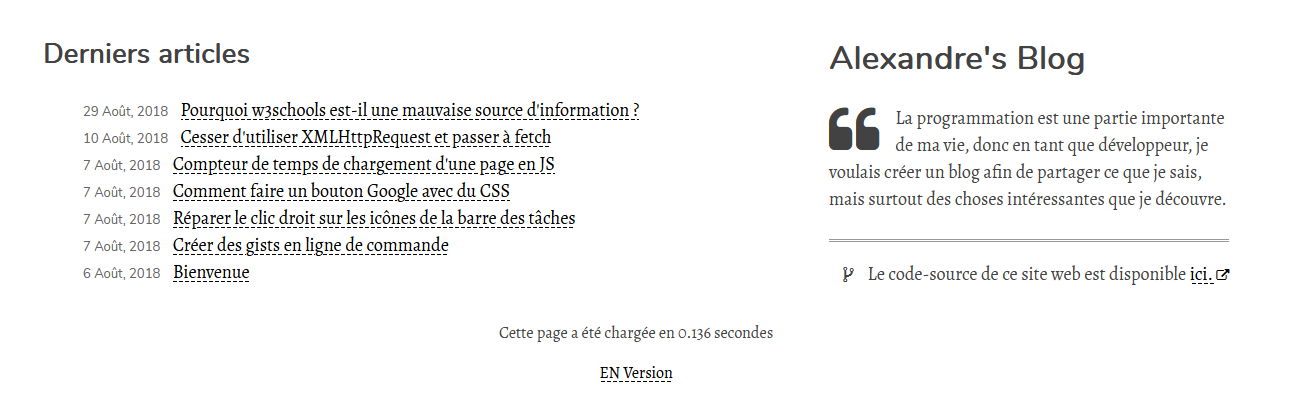 Derniers articles
29 Août, 2018 Pourquoi w3schools est-il une mauvaise source d'information ?
10 Août, 2018 Cesser d'utiliser XMLHttpRequest et passer à fetch
7 Août, 2018 Compteur de temps de chargement d'une page en JS
7 Août, 2018 Comment faire un bouton Google avec du CSS
7 Août, 2018 Réparer le clic droit sur les icônes de la barre des tâches
7 Août, 2018 Créer des gists en ligne de commande
6 Août, 2018 Bienvenue
Alexandre's Blog
La programmation est une partie importante
de ma vie, donc en tant que développeur, je
voulais créer un blog afin de partager ce que je sais,
mais surtout des choses intéressantes que je découvre.
Le code-source de ce site web est disponible ici.
Cette page a été chargée en 0.136 secondes
EN Version